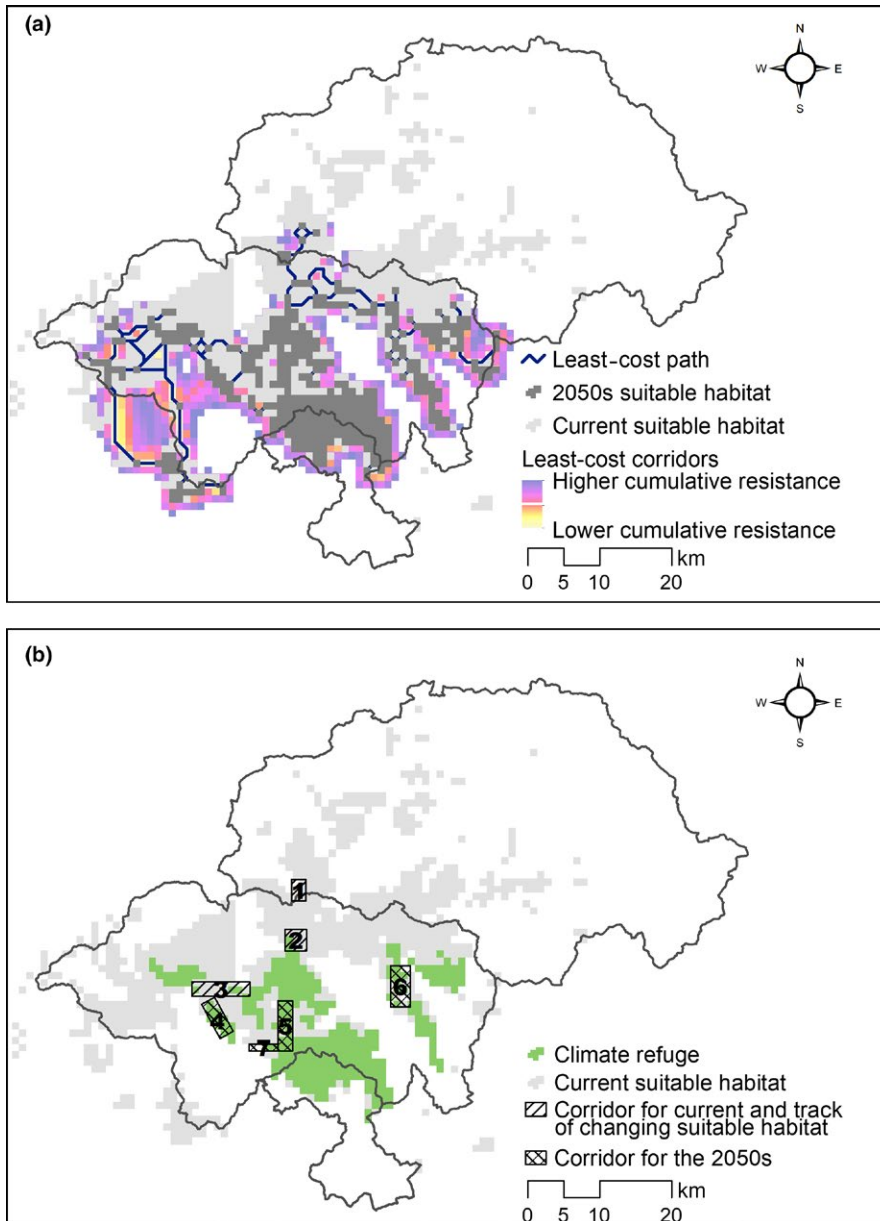 (a)
N
W E
S
Least-cost path
2050s suitable habitat
Current suitable habitat
Least-cost corridors
Higher cumulative resistance
Lower cumulative resistance
km
0 5 10 20
(b)
N
W E
S
1
2
3
6
4
5
7
Climate refuge
Current suitable habitat
Corridor for current and track
of changing suitable habitat
Corridor for the 2050s
km
0 5 10 20